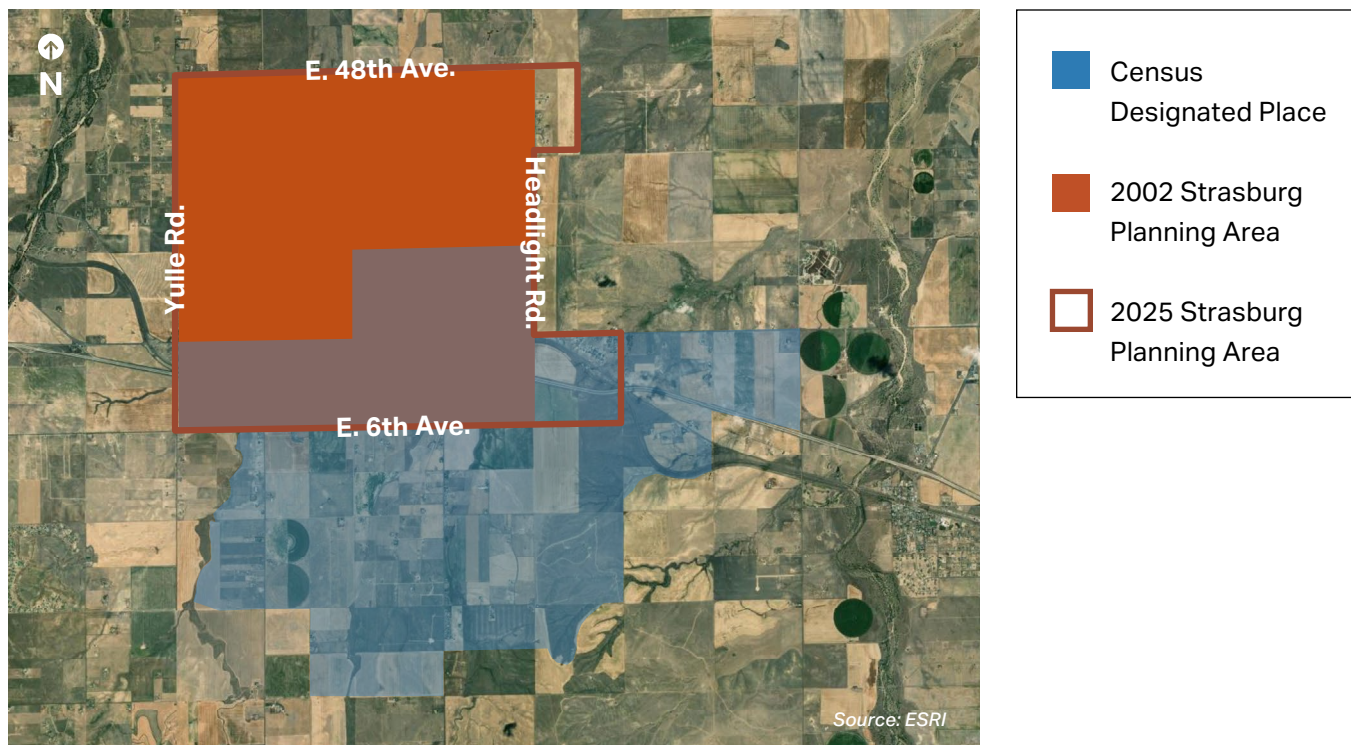 N
E. 48th Ave.
Yulle Rd.
Headlight Rd.
E. 6th Ave.
Source: ESRI
Census
Designated Place
2002 Strasburg
Planning Area
2025 Strasburg
Planning Area